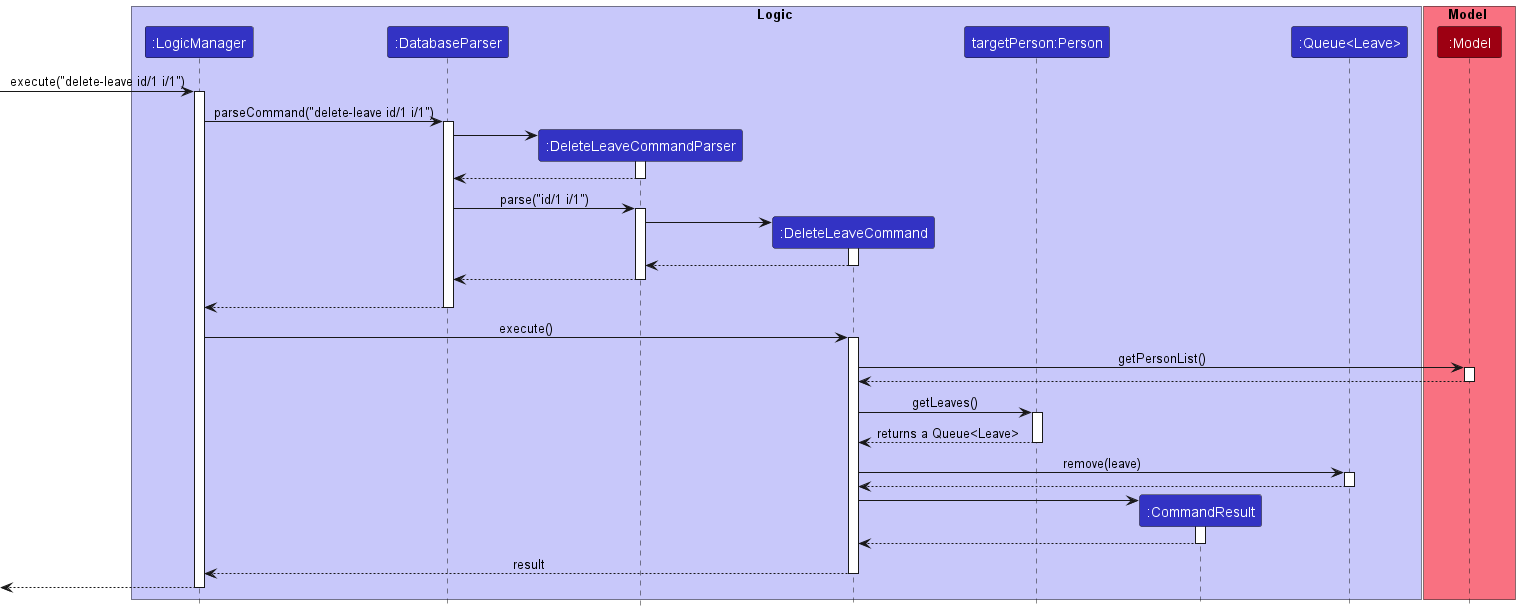 Logic
Model
:LogicManager
:DatabaseParser
targetPerson:Person
:Queue<Leave>
:Model
execute("delete-leave id/1 i/1")
parseCommand("delete-leave id/1 i/1")
:DeleteLeaveCommandParser
parse("id/1 i/1")
:DeleteLeaveCommand
execute()
getPersonList()
getLeaves()
returns a Queue<Leave>
remove(leave)
:CommandResult
result